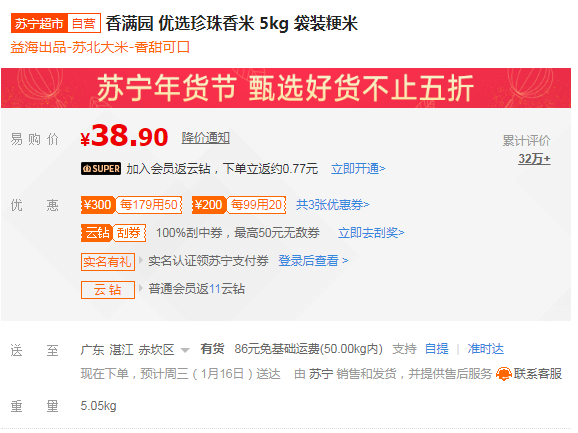 苏宁超市 自营 香满园 优选珍珠香米 5kg 袋装粳米
益海出品-苏北大米-香甜可口
苏宁年货节 甄选好货不止五折
易购价 ¥38.90 降价通知 累计评价
32万+
SUPER 加入会员返云钻，下单立返约0.77元 立即开通>
优惠 ¥300 每179用50 ¥200 每99用20 共3张优惠券>
云钻 刮券 100%刮中券，最高50元无敌券 立即去刮奖>
实名有礼 实名认证领苏宁支付券 登录后查看 >
云钻 普通会员返11云钻
送至 广东 湛江 赤坎区 有货 86元免基础运费(50.00kg内) 支持 自提 | 准时达
现在下单，预计周三（1月16日）送达 由 苏宁 销售和发货，并提供售后服务 联系客服
重量 5.05kg